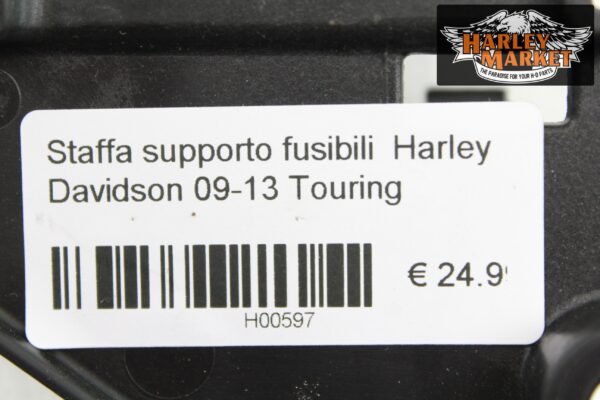 HARLEY
MARKET
THE PARADISE FOR YOUR H-D PARTS
Staffa supporto fusibili Harley
Davidson 09-13 Touring
€ 24.9
H00597